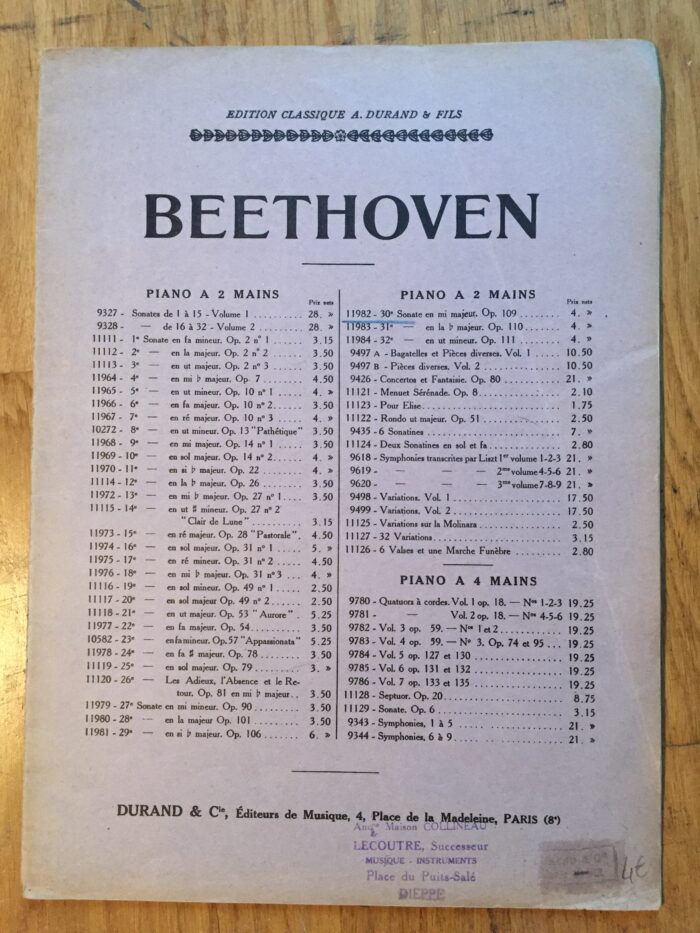 EDITION CLASSIQUE A. DURAND & FILS
BEETHOVEN
PIANO A 2 MAINS
Prix nets
9327 - Sonates de 1 à 15 - Volume 1 ........ 28. »
9328 - — de 16 à 32 - Volume 2 ........ 28. »
11111 - 1e Sonate en fa mineur. Op. 2 n° 1 ...... 3.15
11112 - 2e — en la majeur. Op. 2 n° 2 ...... 3.50
11113 - 3e — en ut majeur. Op. 2 n° 3 ...... 3.50
11964 - 4e — en mi ♭ majeur. Op. 7 ...... 4.50
11965 - 5e — en ut mineur. Op. 10 n° 1 ...... 4. »
11966 - 6e — en fa majeur. Op. 10 n° 2 ...... 3.50
11967 - 7e — en ré majeur. Op. 10 n° 3 ...... 4. »
10272 - 8e — en ut mineur. Op. 13 "Pathétique" 3.50
11968 - 9e — en mi majeur. Op. 14 n° 1 ...... 3.50
11969 - 10e — en sol majeur. Op. 14 n° 2 ...... 4. »
11970 - 11e — en si ♭ majeur. Op. 22 ...... 4. »
11114 - 12e — en la ♭ majeur. Op. 26 ...... 3.50
11972 - 13e — en mi ♭ majeur. Op. 27 n° 1 .... 3.50
11115 - 14e — en ut ♯ mineur. Op. 27 n° 2
"Clair de Lune" .......... 3.15
11973 - 15e — en ré majeur. Op. 28 "Pastorale". 4.50
11974 - 16e — en sol majeur. Op. 31 n° 1 ..... 5. »
11975 - 17e — en ré mineur. Op. 31 n° 2 ..... 4.50
11976 - 18e — en mi ♭ majeur. Op. 31 n° 3 ... 4. »
11116 - 19e — en sol mineur. Op. 49 n° 1 ..... 2.50
11117 - 20e — en sol majeur Op. 49 n° 2 ..... 2.50
11118 - 21e — en ut majeur. Op. 53 "Aurore" . 5.25
11977 - 22e — en fa majeur. Op. 54 ........ 3.50
10582 - 23e — en fa mineur. Op. 57 "Appassionata" 5.25
11978 - 24e — en fa ♯ majeur. Op. 78 ...... 3.50
11119 - 25e — en sol majeur. Op. 79 ...... 3. »
11120 - 26e — Les Adieux, l'Absence et le Re-
tour. Op. 81 en mi ♭ majeur .. 3.50
11979 - 27e Sonate en mi mineur. Op. 90 ...... 3.50
11980 - 28e — en la majeur Op. 101 ...... 3.50
11981 - 29e — en si ♭ majeur. Op. 106 ...... 6. »
PIANO A 2 MAINS
Prix nets
11982 - 30e Sonate en mi majeur. Op. 109 ...... 4. »
11983 - 31e — en la ♭ majeur. Op. 110 ...... 4. »
11984 - 32e — en ut mineur. Op. 111 ...... 4. »
9497 A - Bagatelles et Pièces diverses. Vol. 1 ..... 10.50
9497 B - Pièces diverses. Vol. 2 ........ 10.50
9426 - Concertos et Fantaisie. Op. 80 ........ 21. »
11121 - Menuet Sérénade. Op. 8 ........ 2.10
11123 - Pour Elise ........ 1.75
11122 - Rondo ut majeur. Op. 51 ........ 2.50
9435 - 6 Sonatines ........ 7. »
11124 - Deux Sonatines en sol et fa ........ 2.80
9618 - Symphonies transcrites par Liszt 1er volume 1-2-3 21. »
9619 - — — — 2me volume 4-5-6 21. »
9620 - — — — 3me volume 7-8-9 21. »
9498 - Variations. Vol. 1 ........ 17.50
9499 - Variations. Vol. 2 ........ 17.50
11125 - Variations sur la Molinara ........ 2.50
11127 - 32 Variations ........ 3.15
11126 - 6 Valses et une Marche Funèbre ........ 2.80
PIANO A 4 MAINS
9780 - Quatuors à cordes. Vol. 1 op. 18. — Nos 1-2-3 19.25
9781 - — Vol. 2 op. 18. — Nos 4-5-6 19.25
9782 - Vol. 3 op. 59. — Nos 1 et 2 ........ 19.25
9783 - Vol. 4 op. 59. — N° 3. Op. 74 et 95 ... 19.25
9784 - Vol. 5 op. 127 et 130 ........ 19.25
9785 - Vol. 6 op. 131 et 132 ........ 19.25
9786 - Vol. 7 op. 133 et 135 ........ 19.25
11128 - Septuor. Op. 20 ........ 8.75
11129 - Sonate. Op. 6 ........ 3.15
9343 - Symphonies, 1 à 5 ........ 21. »
9344 - Symphonies, 6 à 9 ........ 21. »
DURAND & Cie, Éditeurs de Musique, 4, Place de la Madeleine, PARIS (8e)
Maison COLLINEAU
LECOUTRE, Successeur
MUSIQUE - INSTRUMENTS
Place du Puits-Salé
DIEPPE
4€